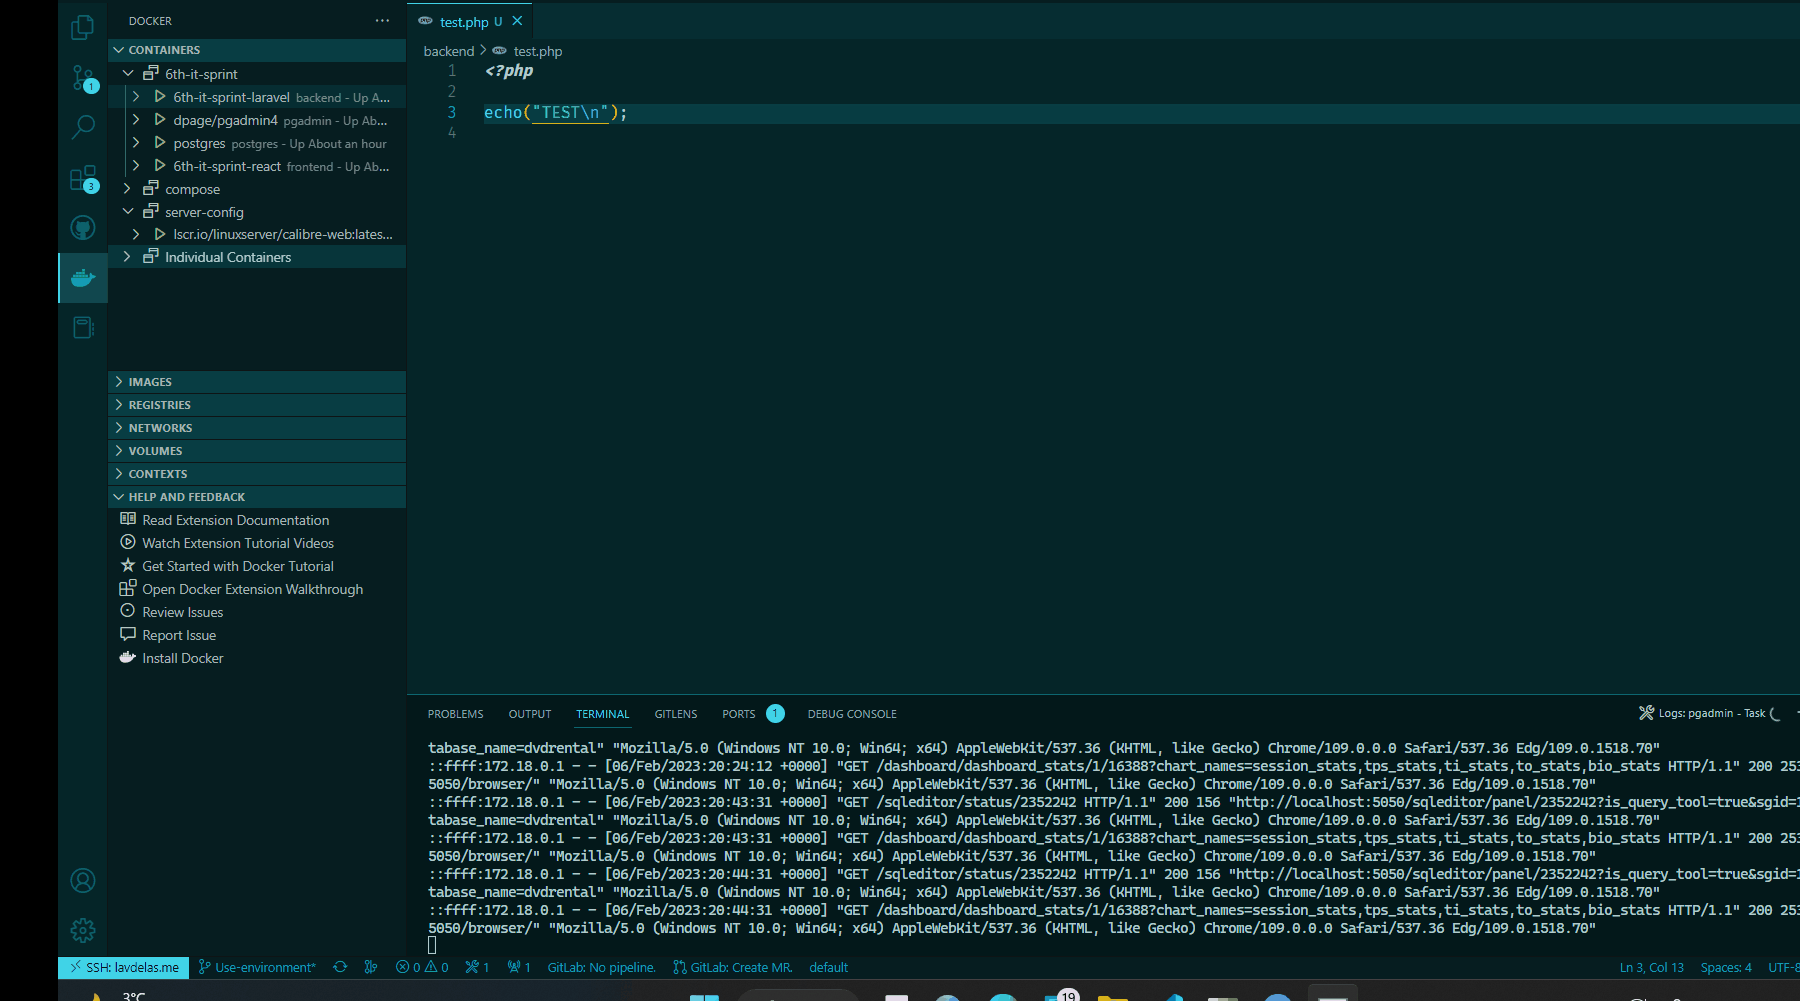 DOCKER
CONTAINERS
6th-it-sprint
6th-it-sprint-laravel backend - Up A...
dpage/pgadmin4 pgadmin - Up Ab...
postgres postgres - Up About an hour
6th-it-sprint-react frontend - Up Ab...
compose
server-config
lscr.io/linuxserver/calibre-web:lates...
Individual Containers
IMAGES
REGISTRIES
NETWORKS
VOLUMES
CONTEXTS
HELP AND FEEDBACK
Read Extension Documentation
Watch Extension Tutorial Videos
Get Started with Docker Tutorial
Open Docker Extension Walkthrough
Review Issues
Report Issue
Install Docker
1
3
test.php U
backend > test.php
1 <?php
2
3 echo("TEST\n");
4
PROBLEMS OUTPUT TERMINAL GITLENS PORTS 1 DEBUG CONSOLE
Logs: pgadmin - Task
tabase_name=dvdrental" "Mozilla/5.0 (Windows NT 10.0; Win64; x64) AppleWebKit/537.36 (KHTML, like Gecko) Chrome/109.0.0.0 Safari/537.36 Edg/109.0.1518.70"
::ffff:172.18.0.1 - - [06/Feb/2023:20:24:12 +0000] "GET /dashboard/dashboard_stats/1/16388?chart_names=session_stats,tps_stats,ti_stats,to_stats,bio_stats HTTP/1.1" 200 253
5050/browser/" "Mozilla/5.0 (Windows NT 10.0; Win64; x64) AppleWebKit/537.36 (KHTML, like Gecko) Chrome/109.0.0.0 Safari/537.36 Edg/109.0.1518.70"
::ffff:172.18.0.1 - - [06/Feb/2023:20:43:31 +0000] "GET /sqleditor/status/2352242 HTTP/1.1" 200 156 "http://localhost:5050/sqleditor/panel/2352242?is_query_tool=true&sgid=1
tabase_name=dvdrental" "Mozilla/5.0 (Windows NT 10.0; Win64; x64) AppleWebKit/537.36 (KHTML, like Gecko) Chrome/109.0.0.0 Safari/537.36 Edg/109.0.1518.70"
::ffff:172.18.0.1 - - [06/Feb/2023:20:43:31 +0000] "GET /dashboard/dashboard_stats/1/16388?chart_names=session_stats,tps_stats,ti_stats,to_stats,bio_stats HTTP/1.1" 200 253
5050/browser/" "Mozilla/5.0 (Windows NT 10.0; Win64; x64) AppleWebKit/537.36 (KHTML, like Gecko) Chrome/109.0.0.0 Safari/537.36 Edg/109.0.1518.70"
::ffff:172.18.0.1 - - [06/Feb/2023:20:44:31 +0000] "GET /sqleditor/status/2352242 HTTP/1.1" 200 156 "http://localhost:5050/sqleditor/panel/2352242?is_query_tool=true&sgid=1
tabase_name=dvdrental" "Mozilla/5.0 (Windows NT 10.0; Win64; x64) AppleWebKit/537.36 (KHTML, like Gecko) Chrome/109.0.0.0 Safari/537.36 Edg/109.0.1518.70"
::ffff:172.18.0.1 - - [06/Feb/2023:20:44:31 +0000] "GET /dashboard/dashboard_stats/1/16388?chart_names=session_stats,tps_stats,ti_stats,to_stats,bio_stats HTTP/1.1" 200 253
5050/browser/" "Mozilla/5.0 (Windows NT 10.0; Win64; x64) AppleWebKit/537.36 (KHTML, like Gecko) Chrome/109.0.0.0 Safari/537.36 Edg/109.0.1518.70"
SSH: lavdelas.me Use-environment* 0 0 1 1 GitLab: No pipeline. GitLab: Create MR. default Ln 3, Col 13 Spaces: 4 UTF-8
3°C 19